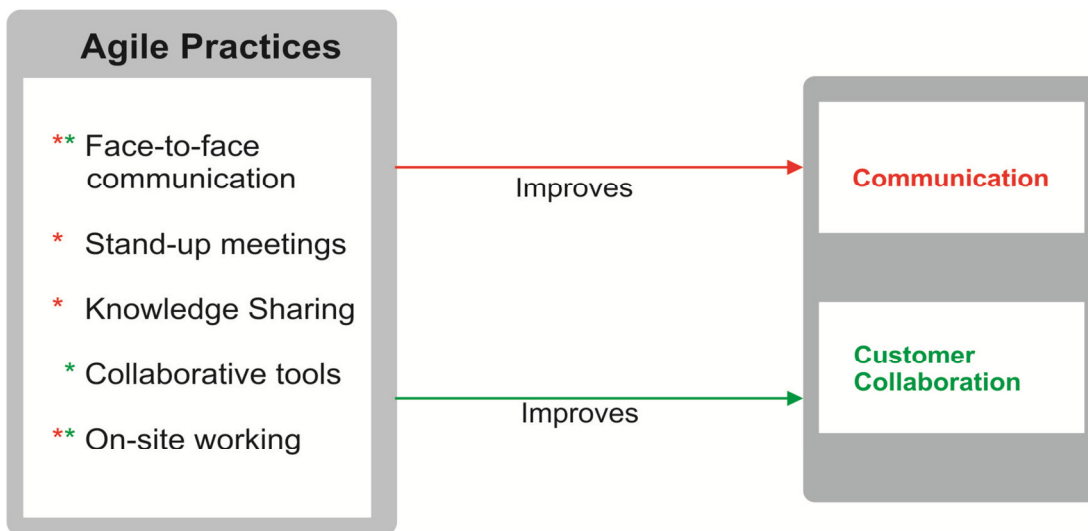 Agile Practices
** Face-to-face
communication
* Stand-up meetings
* Knowledge Sharing
* Collaborative tools
** On-site working
Improves
Communication
Improves
Customer
Collaboration